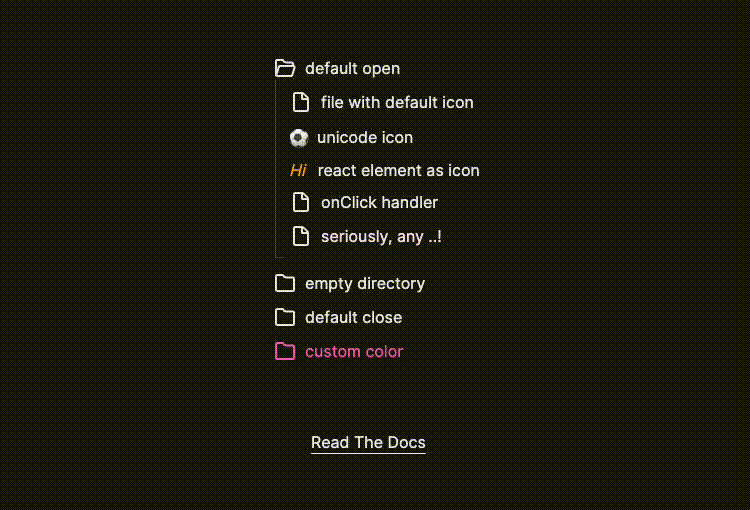 default open
file with default icon
unicode icon
Hi react element as icon
onClick handler
seriously, any ..!
empty directory
default close
custom color
Read The Docs